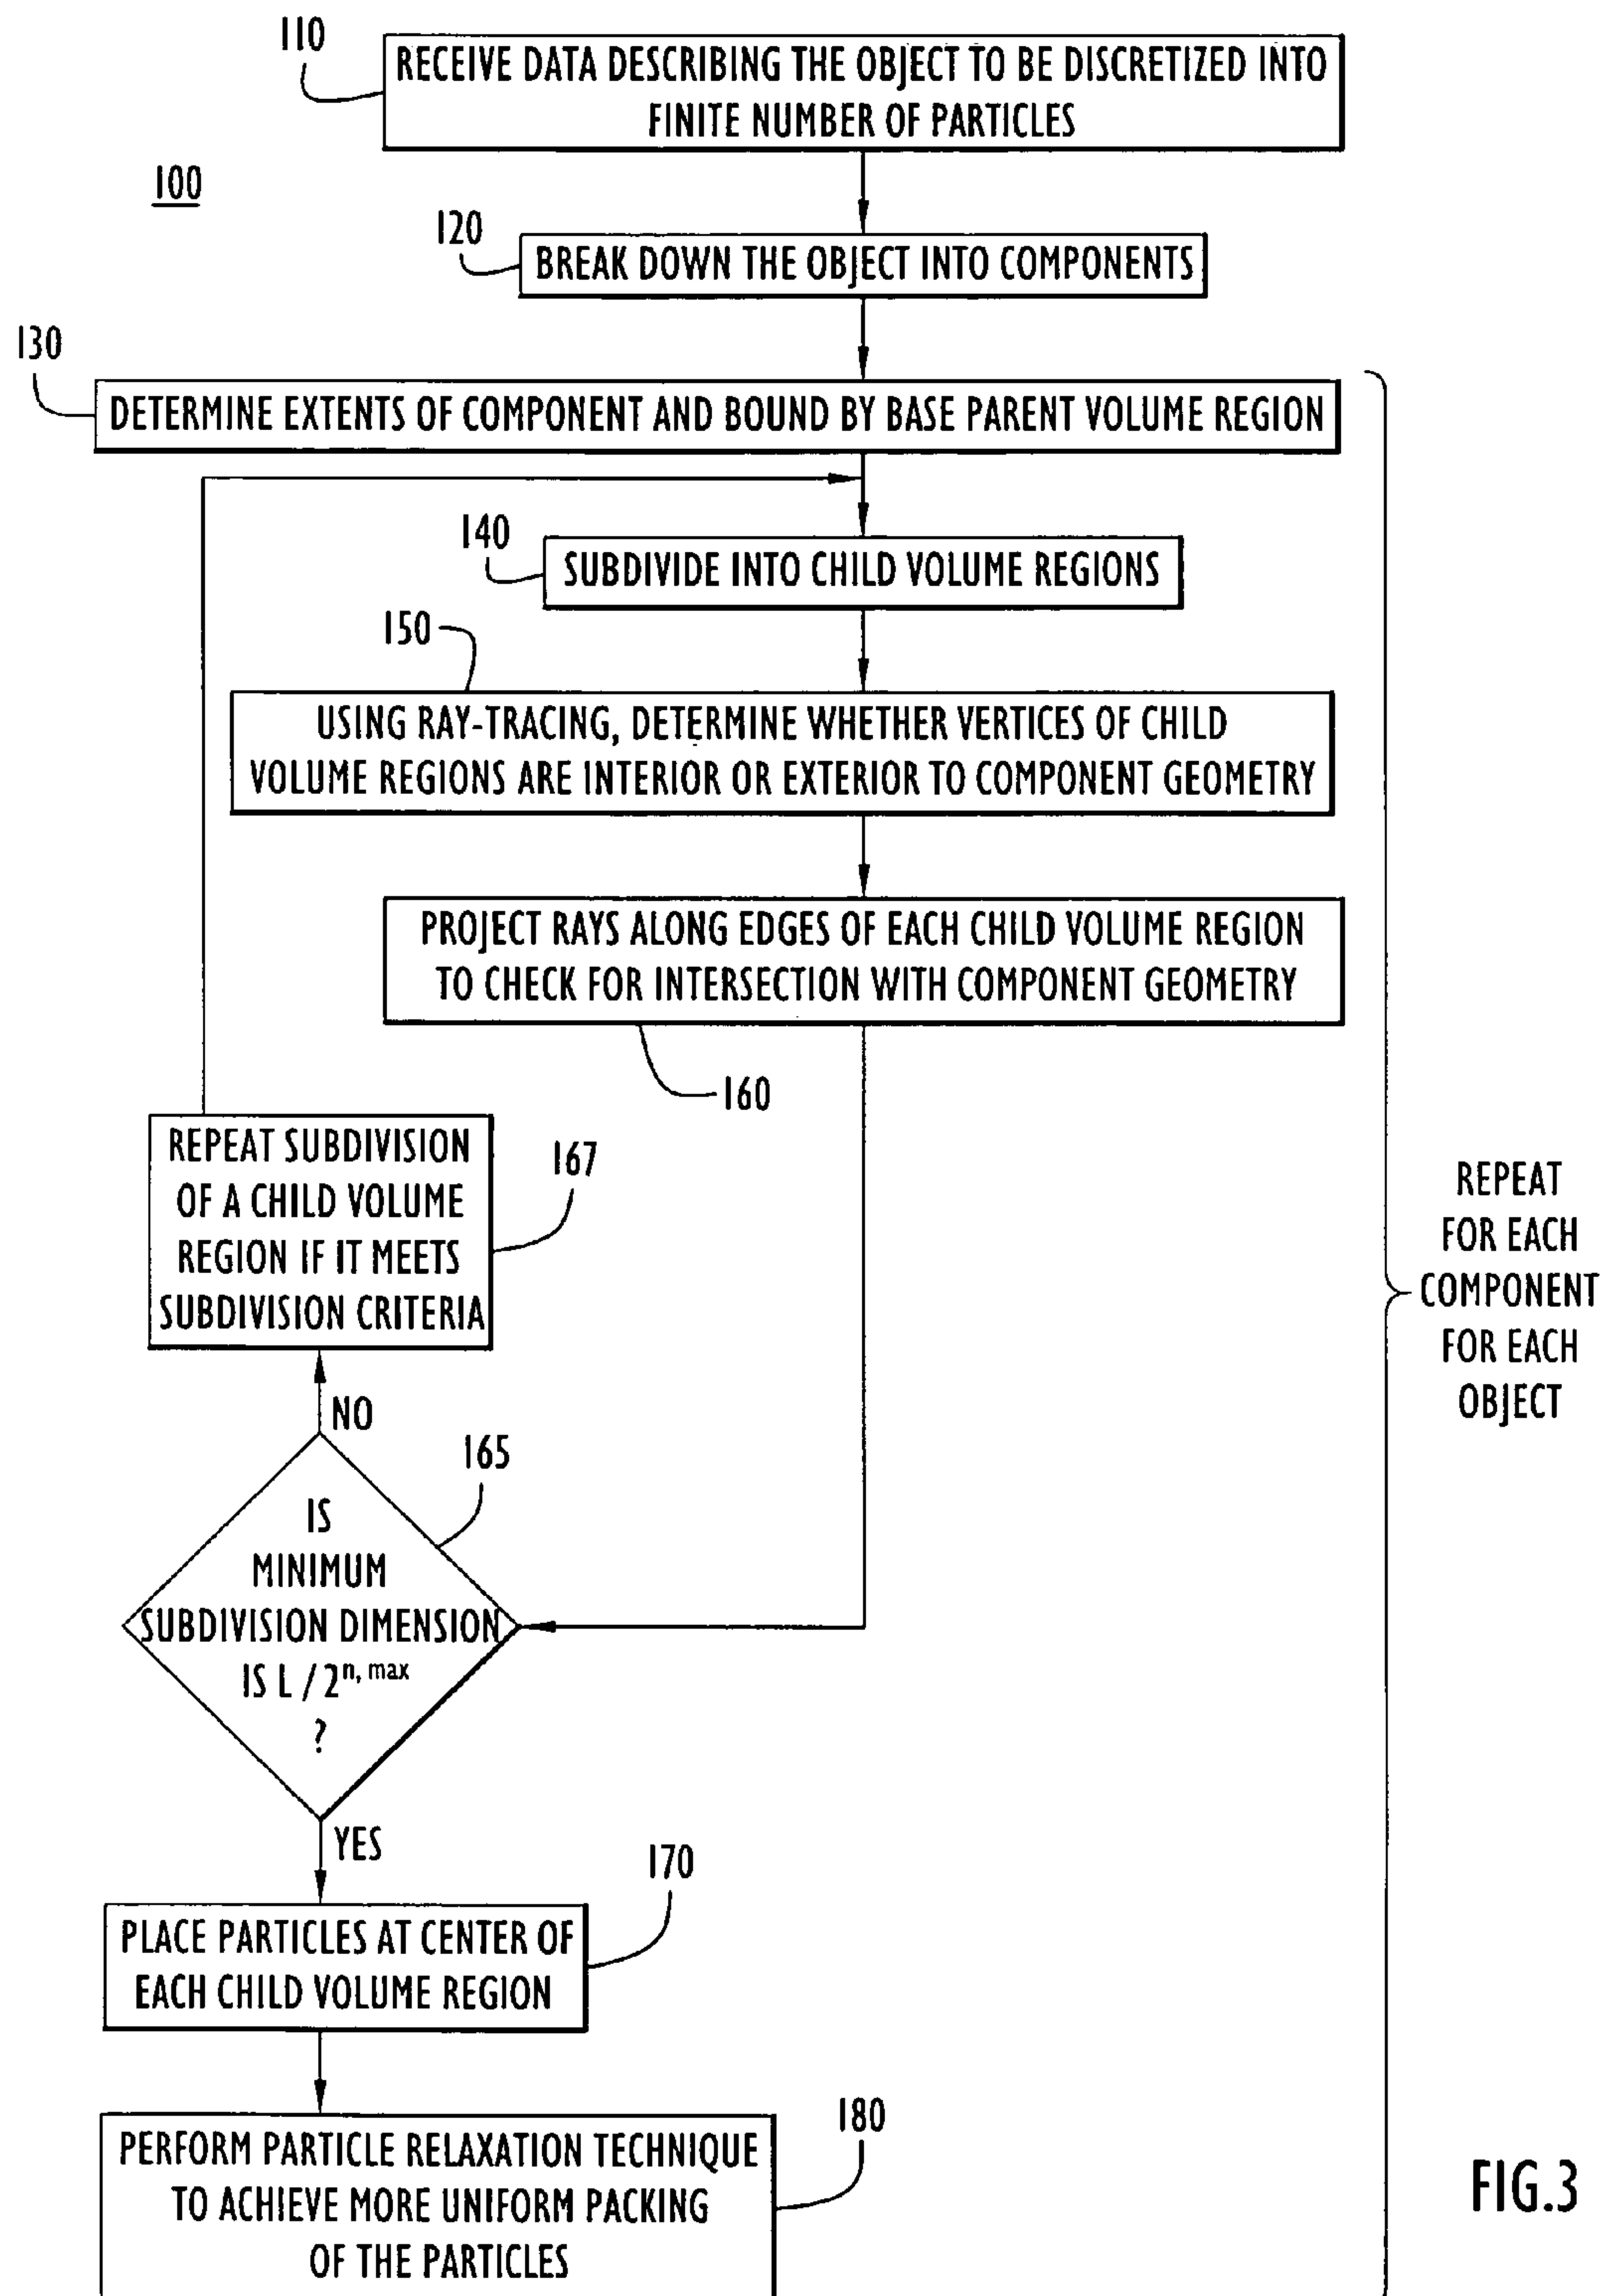 110
RECEIVE DATA DESCRIBING THE OBJECT TO BE DISCRETIZED INTO
FINITE NUMBER OF PARTICLES
100
120
BREAK DOWN THE OBJECT INTO COMPONENTS
130
DETERMINE EXTENTS OF COMPONENT AND BOUND BY BASE PARENT VOLUME REGION
140
SUBDIVIDE INTO CHILD VOLUME REGIONS
150
USING RAY-TRACING, DETERMINE WHETHER VERTICES OF CHILD
VOLUME REGIONS ARE INTERIOR OR EXTERIOR TO COMPONENT GEOMETRY
PROJECT RAYS ALONG EDGES OF EACH CHILD VOLUME REGION
TO CHECK FOR INTERSECTION WITH COMPONENT GEOMETRY
160
REPEAT SUBDIVISION
OF A CHILD VOLUME
REGION IF IT MEETS
SUBDIVISION CRITERIA
167
REPEAT
FOR EACH
COMPONENT
FOR EACH
OBJECT
NO
165
IS
MINIMUM
SUBDIVISION DIMENSION
IS L / 2^n, max
?
YES
170
PLACE PARTICLES AT CENTER OF
EACH CHILD VOLUME REGION
180
PERFORM PARTICLE RELAXATION TECHNIQUE
TO ACHIEVE MORE UNIFORM PACKING
OF THE PARTICLES
FIG.3